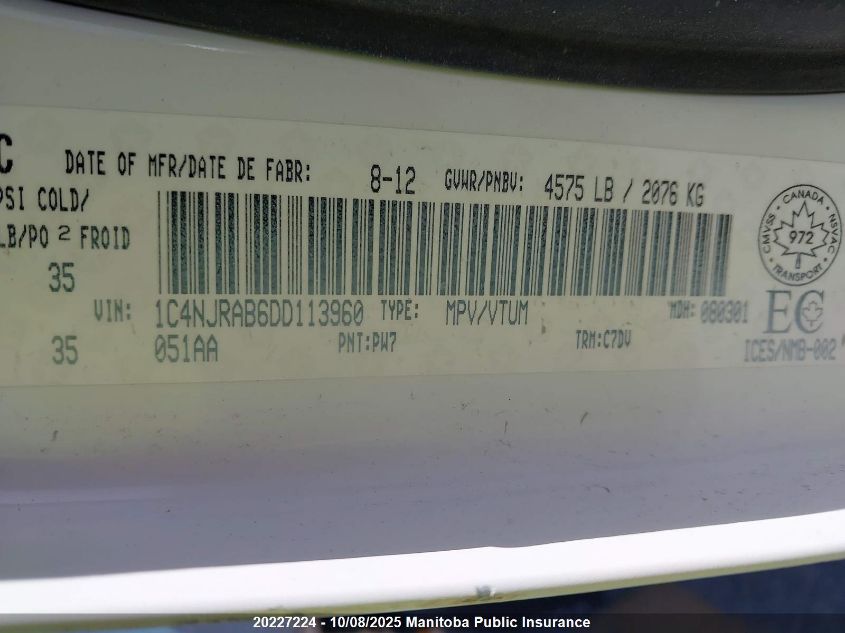 C
DATE OF MFR/DATE DE FABR: 8-12 GVWR/PNBV: 4575 LB / 2076 KG
PSI COLD/
LB/PO 2 FROID
35
VIN: 1C4NJRAB6DD113960 TYPE: MPV/VTUM MDH: 080301
35 051AA PNT:PW7 TRM:C7DV
CANADA
CMVSS NSVAC
972
TRANSPORT
EC
ICES/NMB-002
20227224 - 10/08/2025 Manitoba Public Insurance